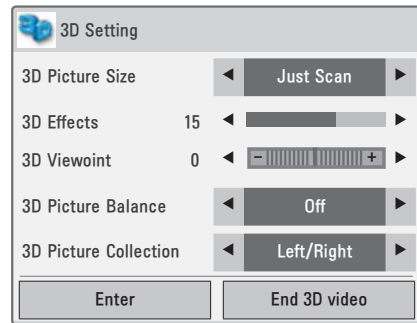 3D 3D Setting
3D Picture Size ◀ Just Scan ▶
3D Effects 15 ◀ ▶
3D Viewoint 0 ◀ - + ▶
3D Picture Balance ◀ Off ▶
3D Picture Collection ◀ Left/Right ▶
Enter End 3D video